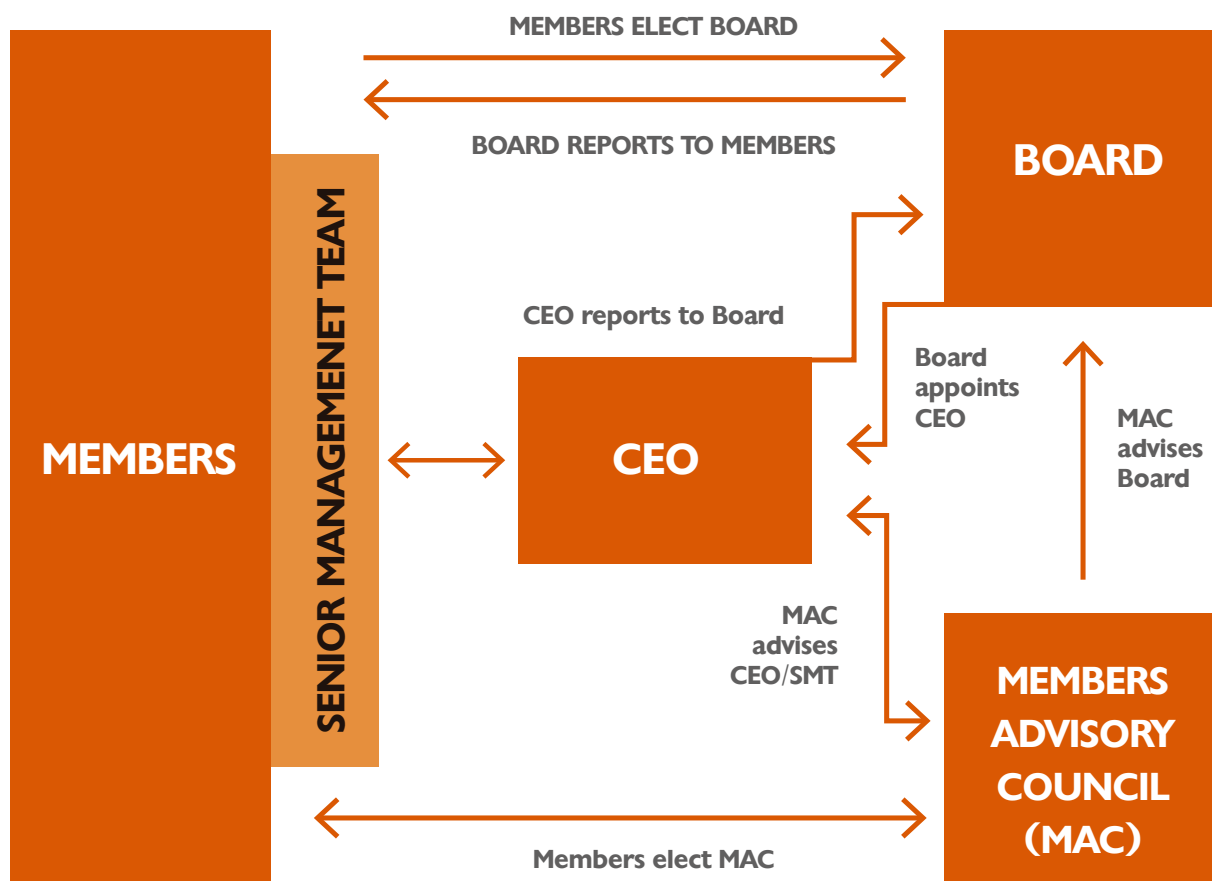 MEMBERS ELECT BOARD
BOARD REPORTS TO MEMBERS
BOARD
SENIOR MANAGEMENET TEAM
CEO reports to Board
Board
appoints
CEO
MAC
advises
Board
MEMBERS
CEO
MAC
advises
CEO/SMT
MEMBERS
ADVISORY
COUNCIL
(MAC)
Members elect MAC